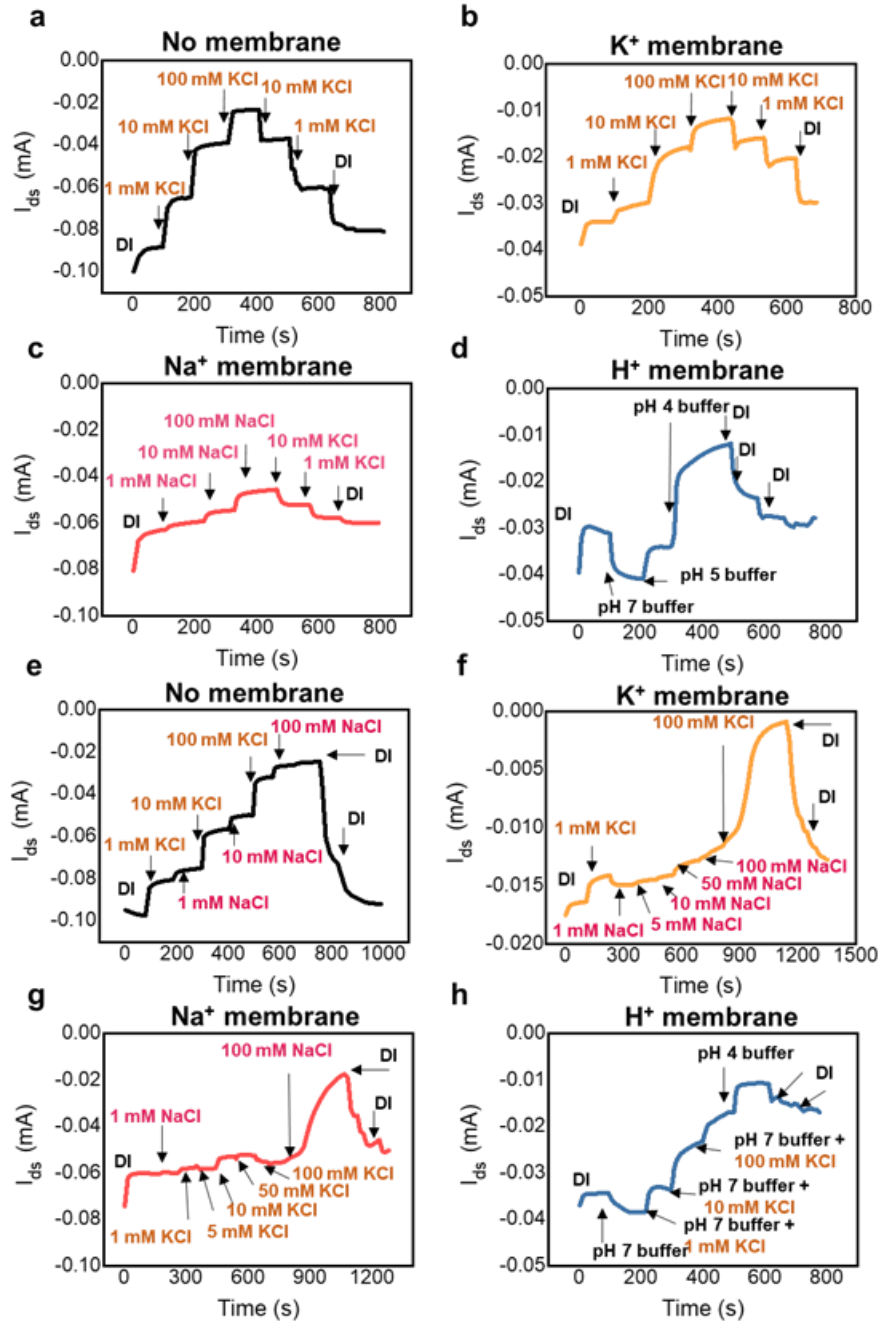 a
No membrane
0.00
-0.02
-0.04
-0.06
-0.08
-0.10
I_ds (mA)
100 mM KCl
10 mM KCl
10 mM KCl
1 mM KCl
1 mM KCl
DI
DI
0 200 400 600 800
Time (s)
b
K⁺ membrane
0.00
-0.01
-0.02
-0.03
-0.04
-0.05
I_ds (mA)
100 mM KCl
10 mM KCl
10 mM KCl
1 mM KCl
1 mM KCl
DI
DI
0 200 400 600 800
Time (s)
c
Na⁺ membrane
0.00
-0.02
-0.04
-0.06
-0.08
-0.10
I_ds (mA)
100 mM NaCl
10 mM NaCl
10 mM KCl
1 mM NaCl
1 mM KCl
DI
DI
0 200 400 600 800
Time (s)
d
H⁺ membrane
0.00
-0.01
-0.02
-0.03
-0.04
-0.05
I_ds (mA)
pH 4 buffer
DI
DI
DI
DI
pH 5 buffer
pH 7 buffer
0 200 400 600 800
Time (s)
e
No membrane
0.00
-0.02
-0.04
-0.06
-0.08
-0.10
I_ds (mA)
100 mM NaCl
100 mM KCl
DI
10 mM KCl
1 mM KCl
DI
10 mM NaCl
DI
1 mM NaCl
0 200 400 600 800 1000
Time (s)
f
K⁺ membrane
0.000
-0.005
-0.010
-0.015
-0.020
I_ds (mA)
100 mM KCl
DI
DI
1 mM KCl
DI
100 mM NaCl
50 mM NaCl
10 mM NaCl
1 mM NaCl
5 mM NaCl
0 300 600 900 1200 1500
Time (s)
g
Na⁺ membrane
0.00
-0.02
-0.04
-0.06
-0.08
-0.10
I_ds (mA)
100 mM NaCl
DI
1 mM NaCl
DI
DI
100 mM KCl
50 mM KCl
10 mM KCl
5 mM KCl
1 mM KCl
0 300 600 900 1200
Time (s)
h
H⁺ membrane
0.00
-0.01
-0.02
-0.03
-0.04
-0.05
I_ds (mA)
pH 4 buffer
DI
pH 7 buffer +
100 mM KCl
DI
pH 7 buffer +
10 mM KCl
pH 7 buffer
pH 7 buffer +
1 mM KCl
0 200 400 600 800
Time (s)